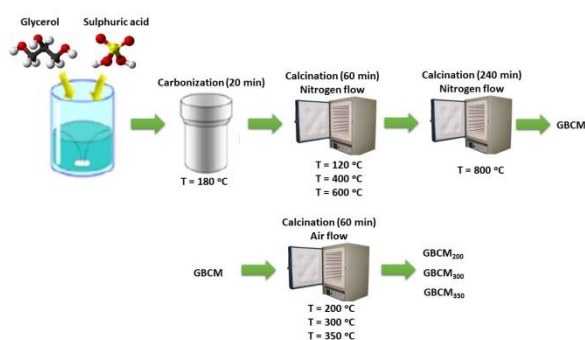 Glycerol
Sulphuric acid
Carbonization (20 min)
T = 180 °C
Calcination (60 min)
Nitrogen flow
T = 120 °C
T = 400 °C
T = 600 °C
Calcination (240 min)
Nitrogen flow
T = 800 °C
GBCM
GBCM
Calcination (60 min)
Air flow
T = 200 °C
T = 300 °C
T = 350 °C
GBCM₂₀₀
GBCM₃₀₀
GBCM₃₅₀